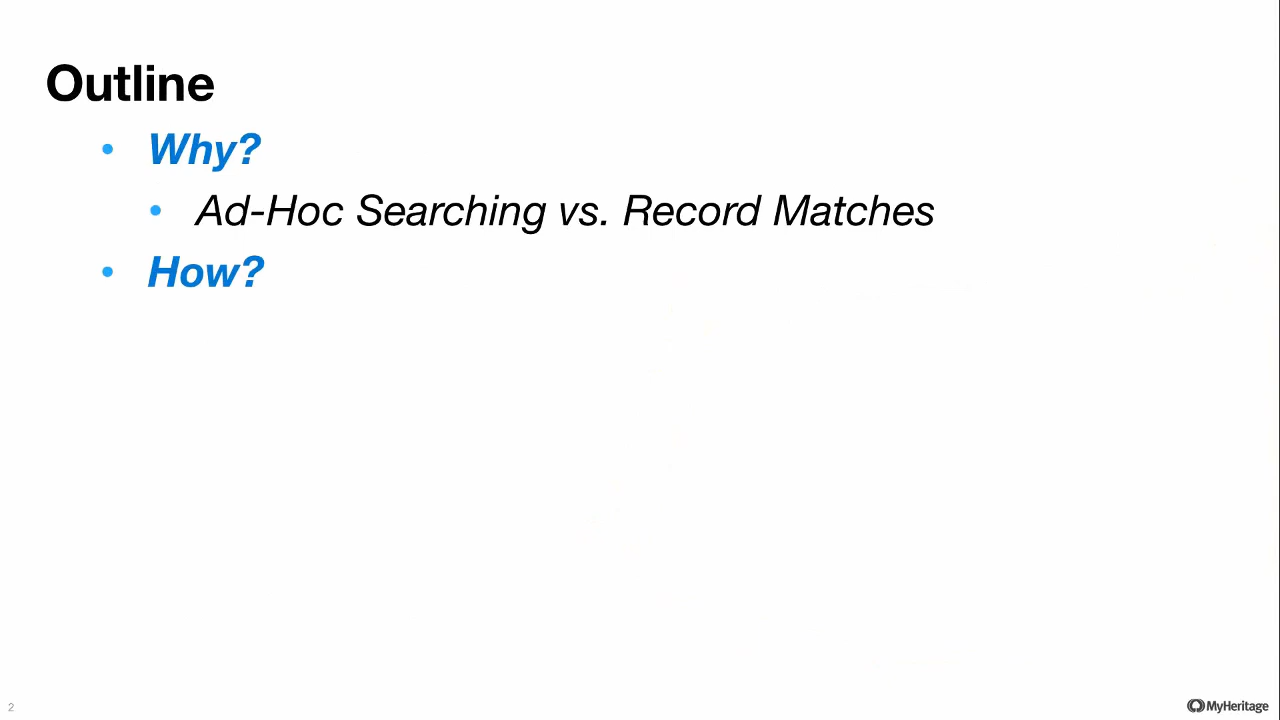 Outline
• Why?
• Ad-Hoc Searching vs. Record Matches
• How?
2
MyHeritage